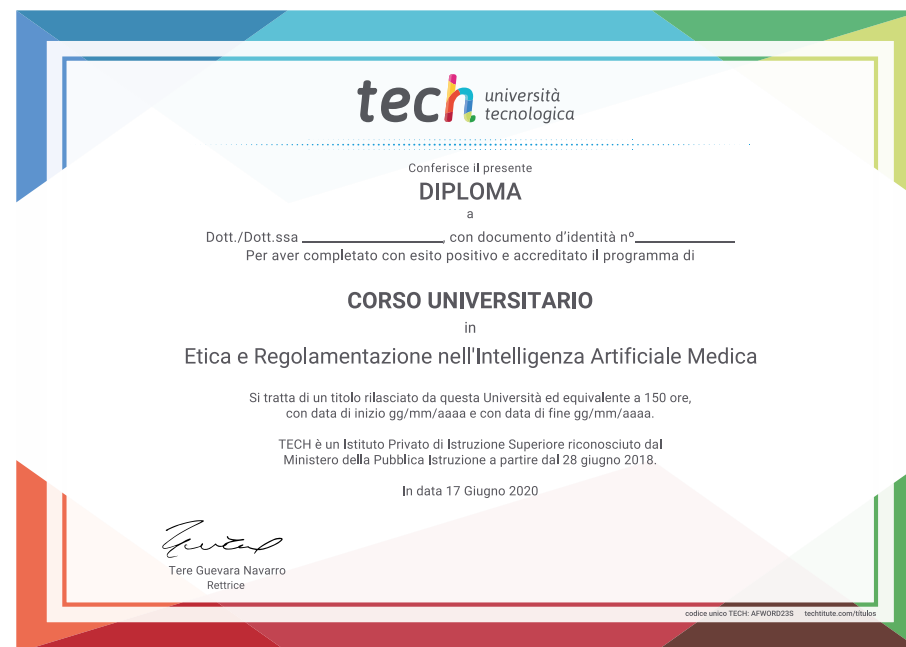 tech università
tecnologica
Conferisce il presente
DIPLOMA
a
Dott./Dott.ssa ____________________, con documento d'identità nº______________
Per aver completato con esito positivo e accreditato il programma di
CORSO UNIVERSITARIO
in
Etica e Regolamentazione nell'Intelligenza Artificiale Medica
Si tratta di un titolo rilasciato da questa Università ed equivalente a 150 ore,
con data di inizio gg/mm/aaaa e con data di fine gg/mm/aaaa.
TECH è un Istituto Privato di Istruzione Superiore riconosciuto dal
Ministero della Pubblica Istruzione a partire dal 28 giugno 2018.
In data 17 Giugno 2020
Tere Guevara Navarro
Rettrice
codice unico TECH: AFWORD23S techtitute.com/títulos